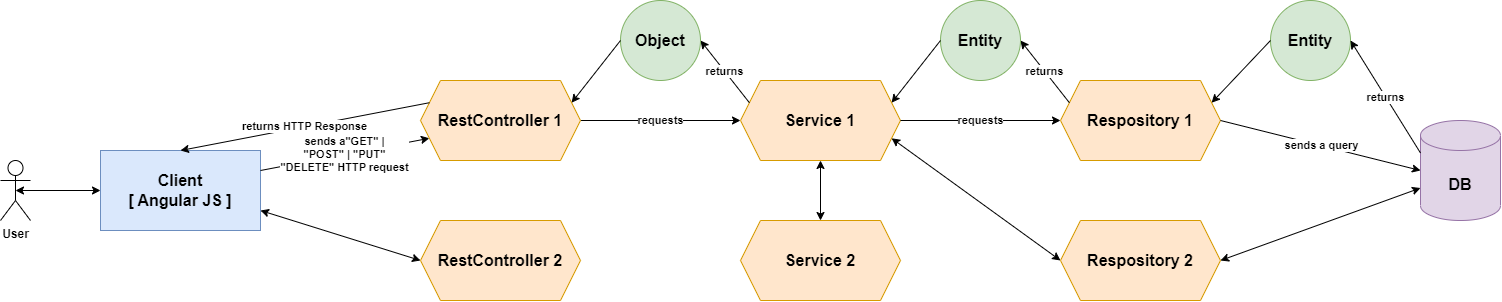 Object
Entity
Entity
returns
returns
returns
RestController 1
requests
Service 1
requests
Respository 1
returns HTTP Response
sends a"GET" |
"POST" | "PUT"
"DELETE" HTTP request
sends a query
Client
[ Angular JS ]
DB
User
RestController 2
Service 2
Respository 2